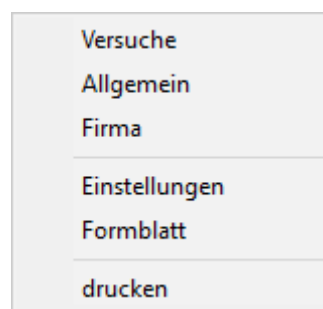 Versuche
Allgemein
Firma
Einstellungen
Formblatt
drucken